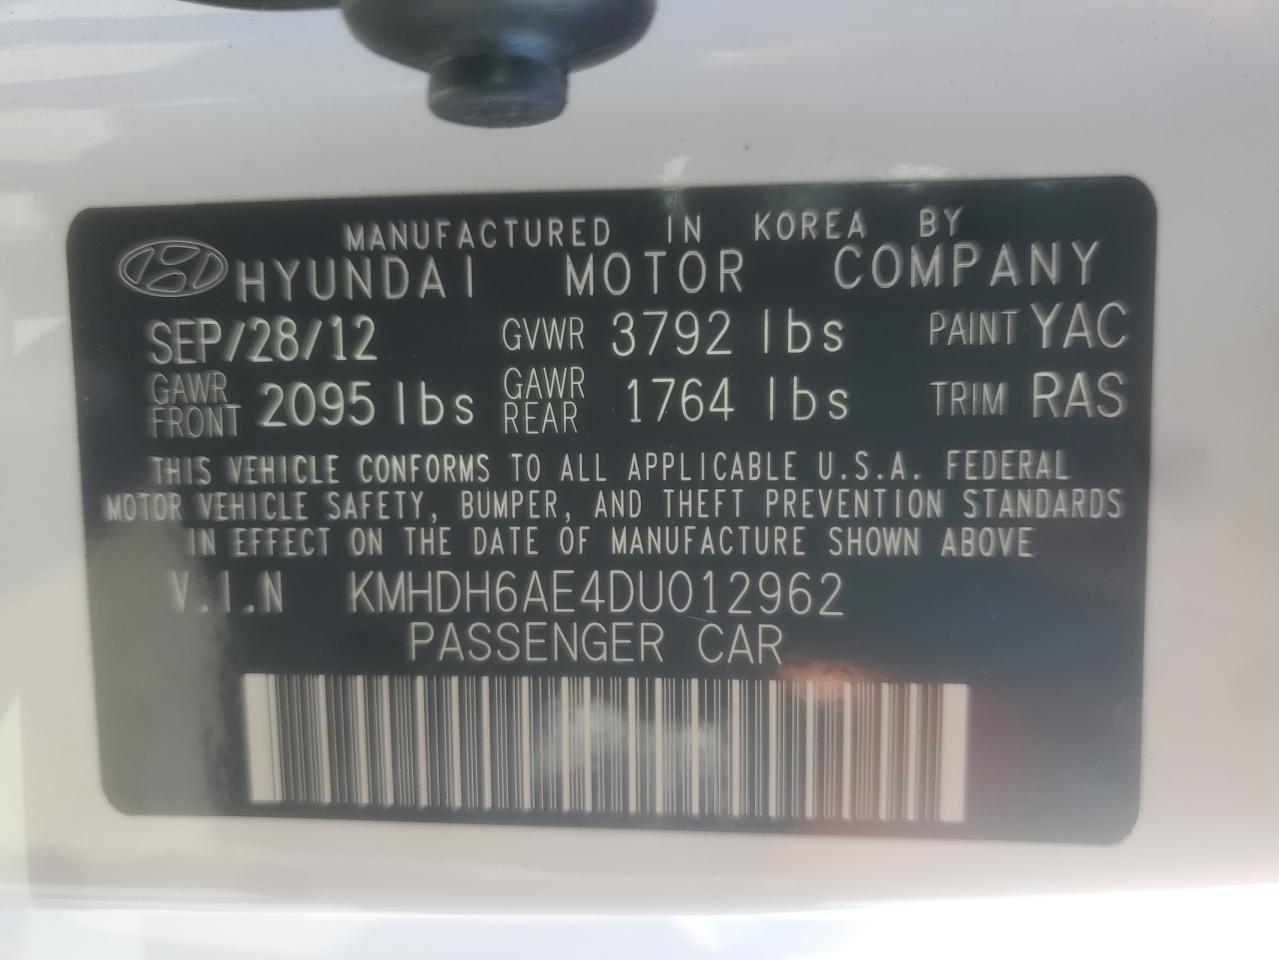 MANUFACTURED IN KOREA BY
HYUNDAI MOTOR COMPANY
SEP/28/12 GVWR 3792 lbs PAINT YAC
GAWR FRONT 2095 lbs GAWR REAR 1764 lbs TRIM RAS
THIS VEHICLE CONFORMS TO ALL APPLICABLE U.S.A. FEDERAL
MOTOR VEHICLE SAFETY, BUMPER, AND THEFT PREVENTION STANDARDS
IN EFFECT ON THE DATE OF MANUFACTURE SHOWN ABOVE
V.I.N KMHDH6AE4DU012962
PASSENGER CAR